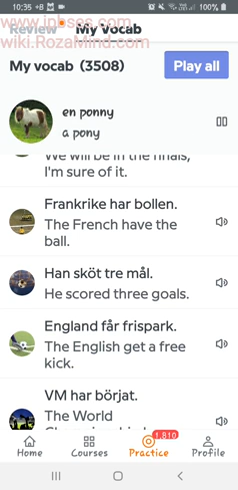 10:35 +B
100%
www.inbses.com
Review My Vocab
wiki.RozaMind.com
My vocab (3508) Play all
en ponny
a pony
We will be in the finals,
I'm sure of it.
Frankrike har bollen.
The French have the
ball.
Han sköt tre mål.
He scored three goals.
England får frispark.
The English get a free
kick.
VM har börjat.
The World
1,810
Home Courses Practice Profile